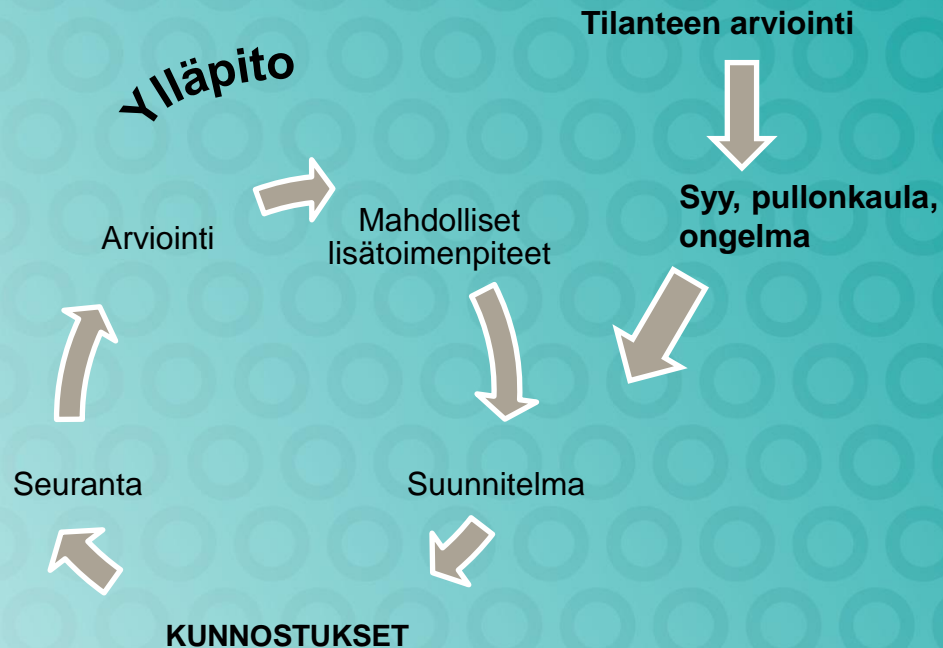 Tilanteen arviointi
Ylläpito
Syy, pullonkaula,
ongelma
Arviointi
Mahdolliset
lisätoimenpiteet
Seuranta
Suunnitelma
KUNNOSTUKSET